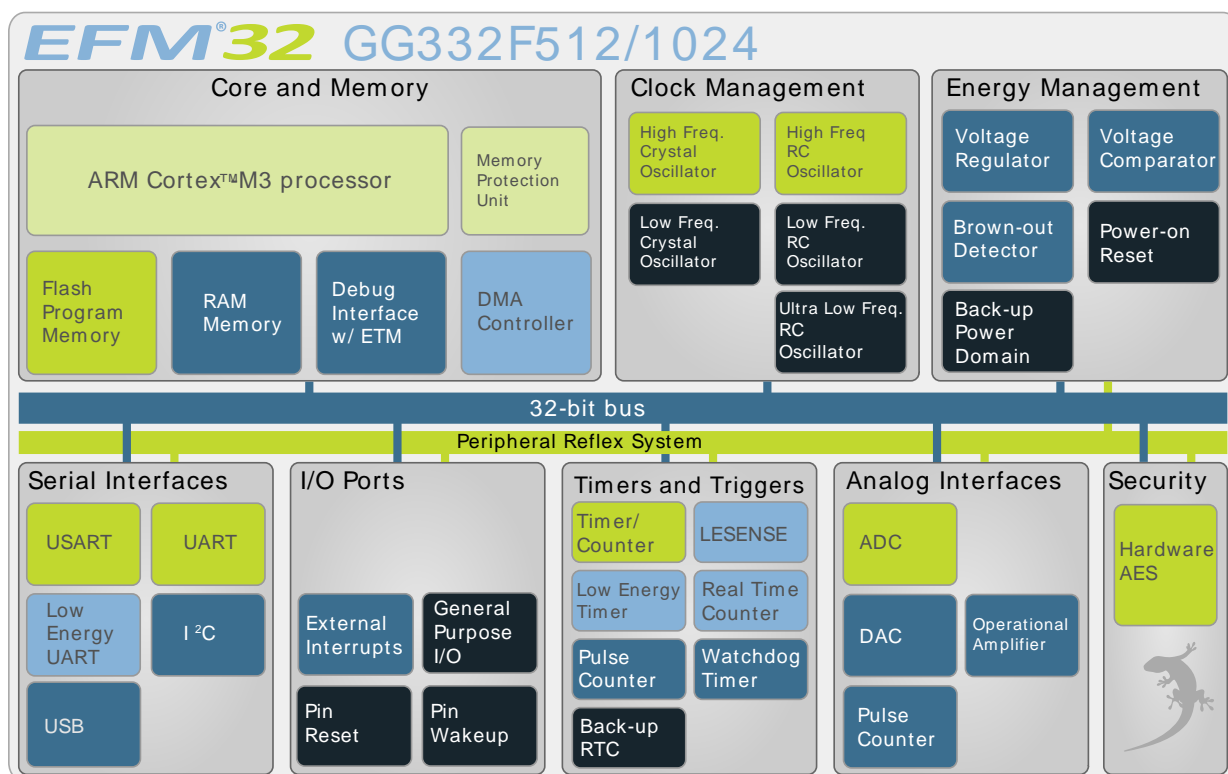 EFM®32 GG332F512/1024
Core and Memory
ARM Cortex™M3 processor
Memory
Protection
Unit
Flash
Program
Memory
RAM
Memory
Debug
Interface
w/ ETM
DMA
Controller
Clock Management
High Freq.
Crystal
Oscillator
High Freq
RC
Oscillator
Low Freq.
Crystal
Oscillator
Low Freq.
RC
Oscillator
Ultra Low Freq.
RC
Oscillator
Energy Management
Voltage
Regulator
Voltage
Comparator
Brown-out
Detector
Power-on
Reset
Back-up
Power
Domain
32-bit bus
Peripheral Reflex System
Serial Interfaces
USART
UART
Low
Energy
UART
I²C
USB
I/O Ports
External
Interrupts
General
Purpose
I/O
Pin
Reset
Pin
Wakeup
Timers and Triggers
Timer/
Counter
LESENSE
Low Energy
Timer
Real Time
Counter
Pulse
Counter
Watchdog
Timer
Back-up
RTC
Analog Interfaces
ADC
DAC
Operational
Amplifier
Pulse
Counter
Security
Hardware
AES